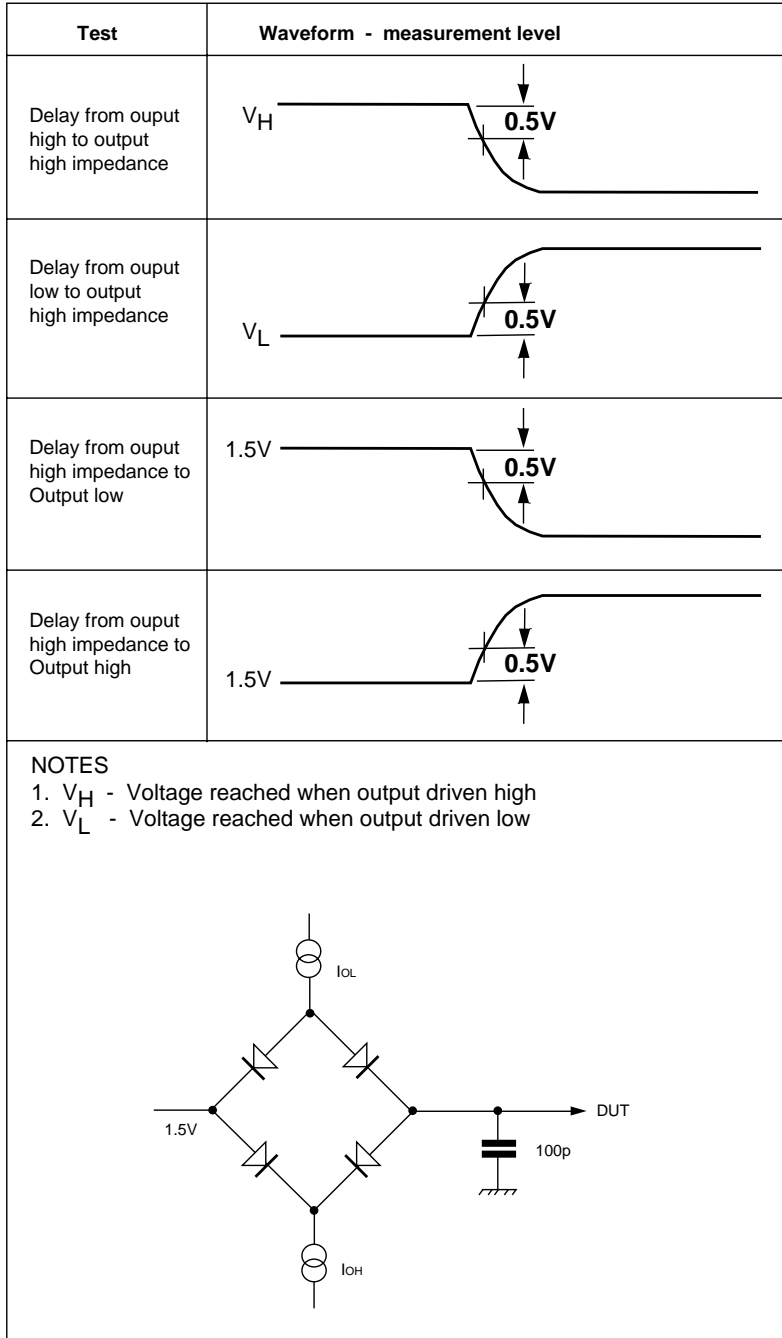 Test
Waveform - measurement level
Delay from ouput
high to output
high impedance
VH
0.5V
Delay from ouput
low to output
high impedance
VL
0.5V
Delay from ouput
high impedance to
Output low
1.5V
0.5V
Delay from ouput
high impedance to
Output high
1.5V
0.5V
NOTES
1. VH - Voltage reached when output driven high
2. VL - Voltage reached when output driven low
IOL
1.5V
DUT
100p
IOH